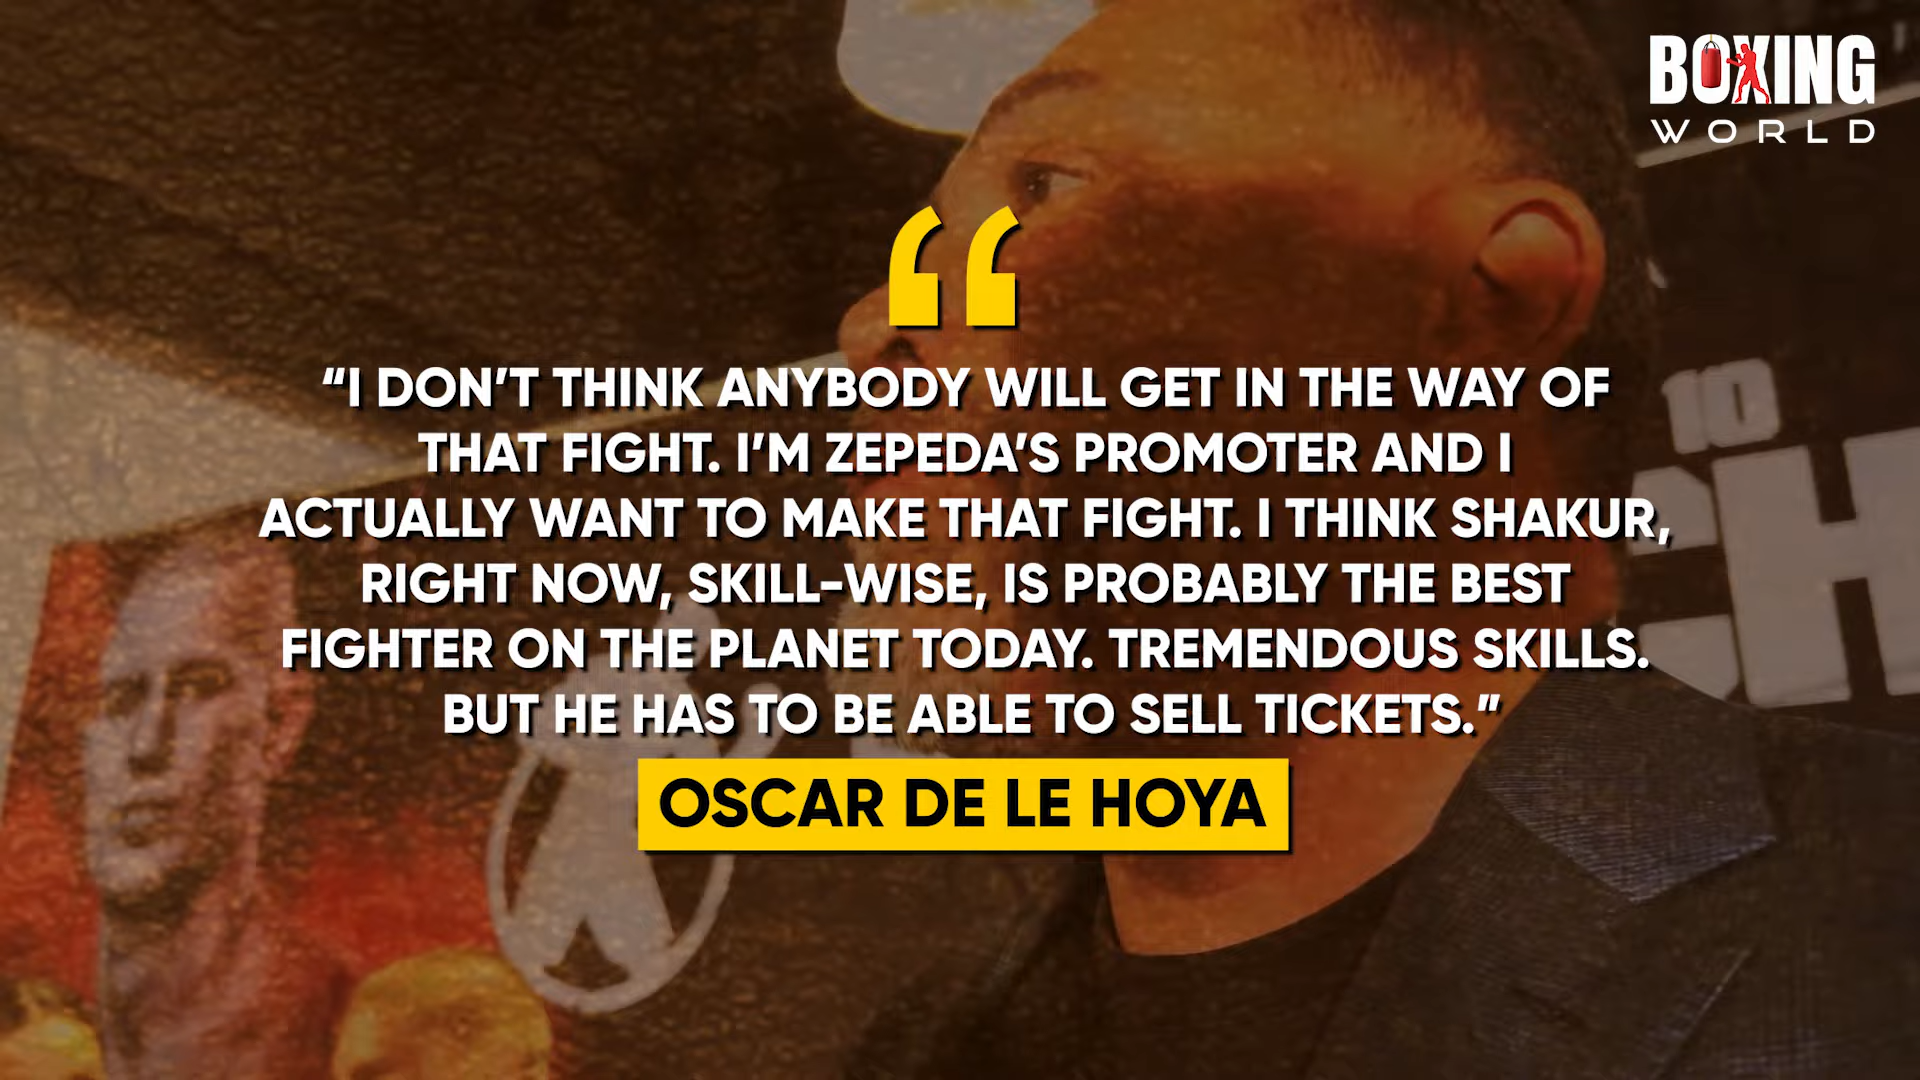 BOXING
WORLD
“
“I DON’T THINK ANYBODY WILL GET IN THE WAY OF
THAT FIGHT. I’M ZEPEDA’S PROMOTER AND I
ACTUALLY WANT TO MAKE THAT FIGHT. I THINK SHAKUR,
RIGHT NOW, SKILL-WISE, IS PROBABLY THE BEST
FIGHTER ON THE PLANET TODAY. TREMENDOUS SKILLS.
BUT HE HAS TO BE ABLE TO SELL TICKETS.”
OSCAR DE LE HOYA
10